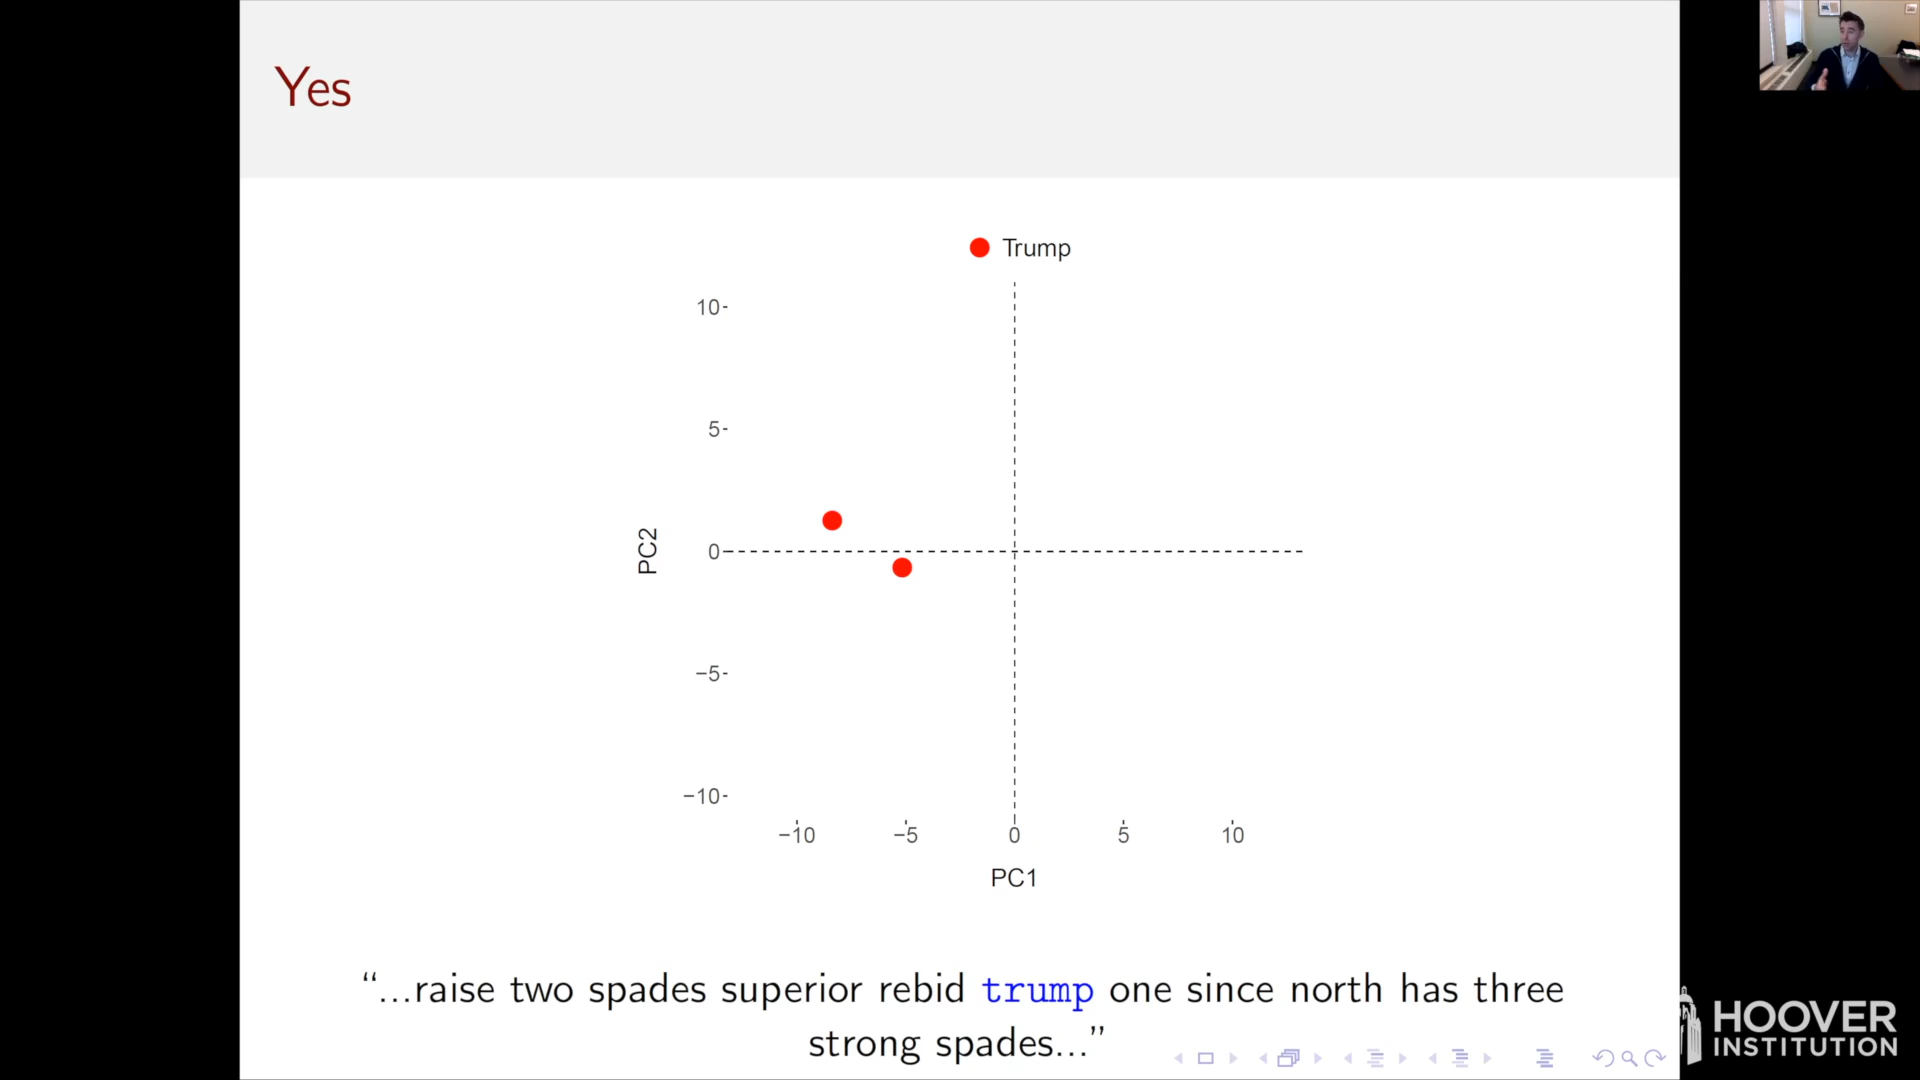 Yes
Trump
10
5
0
−5
−10
PC2
−10 −5 0 5 10
PC1
“...raise two spades superior rebid trump one since north has three
strong spades...”
HOOVER
INSTITUTION